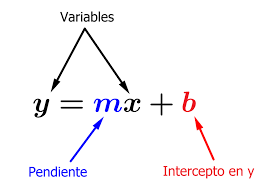 Variables
y = mx + b
Pendiente
Intercepto en y